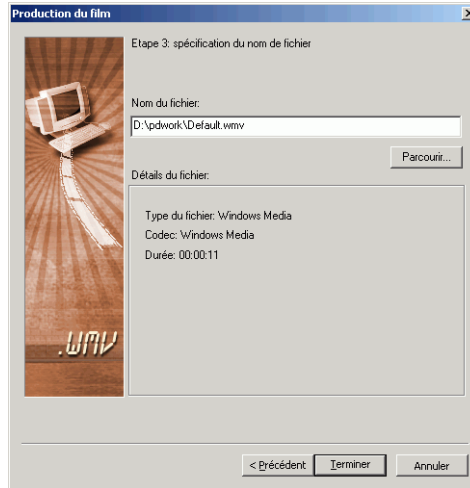 Production du film
Etape 3: spécification du nom de fichier
Nom du fichier:
D:\pdwork\Default.wmv
Parcourir...
Détails du fichier:
Type du fichier: Windows Media
Codec: Windows Media
Durée: 00:00:11
.WMV
< Précédent Terminer Annuler